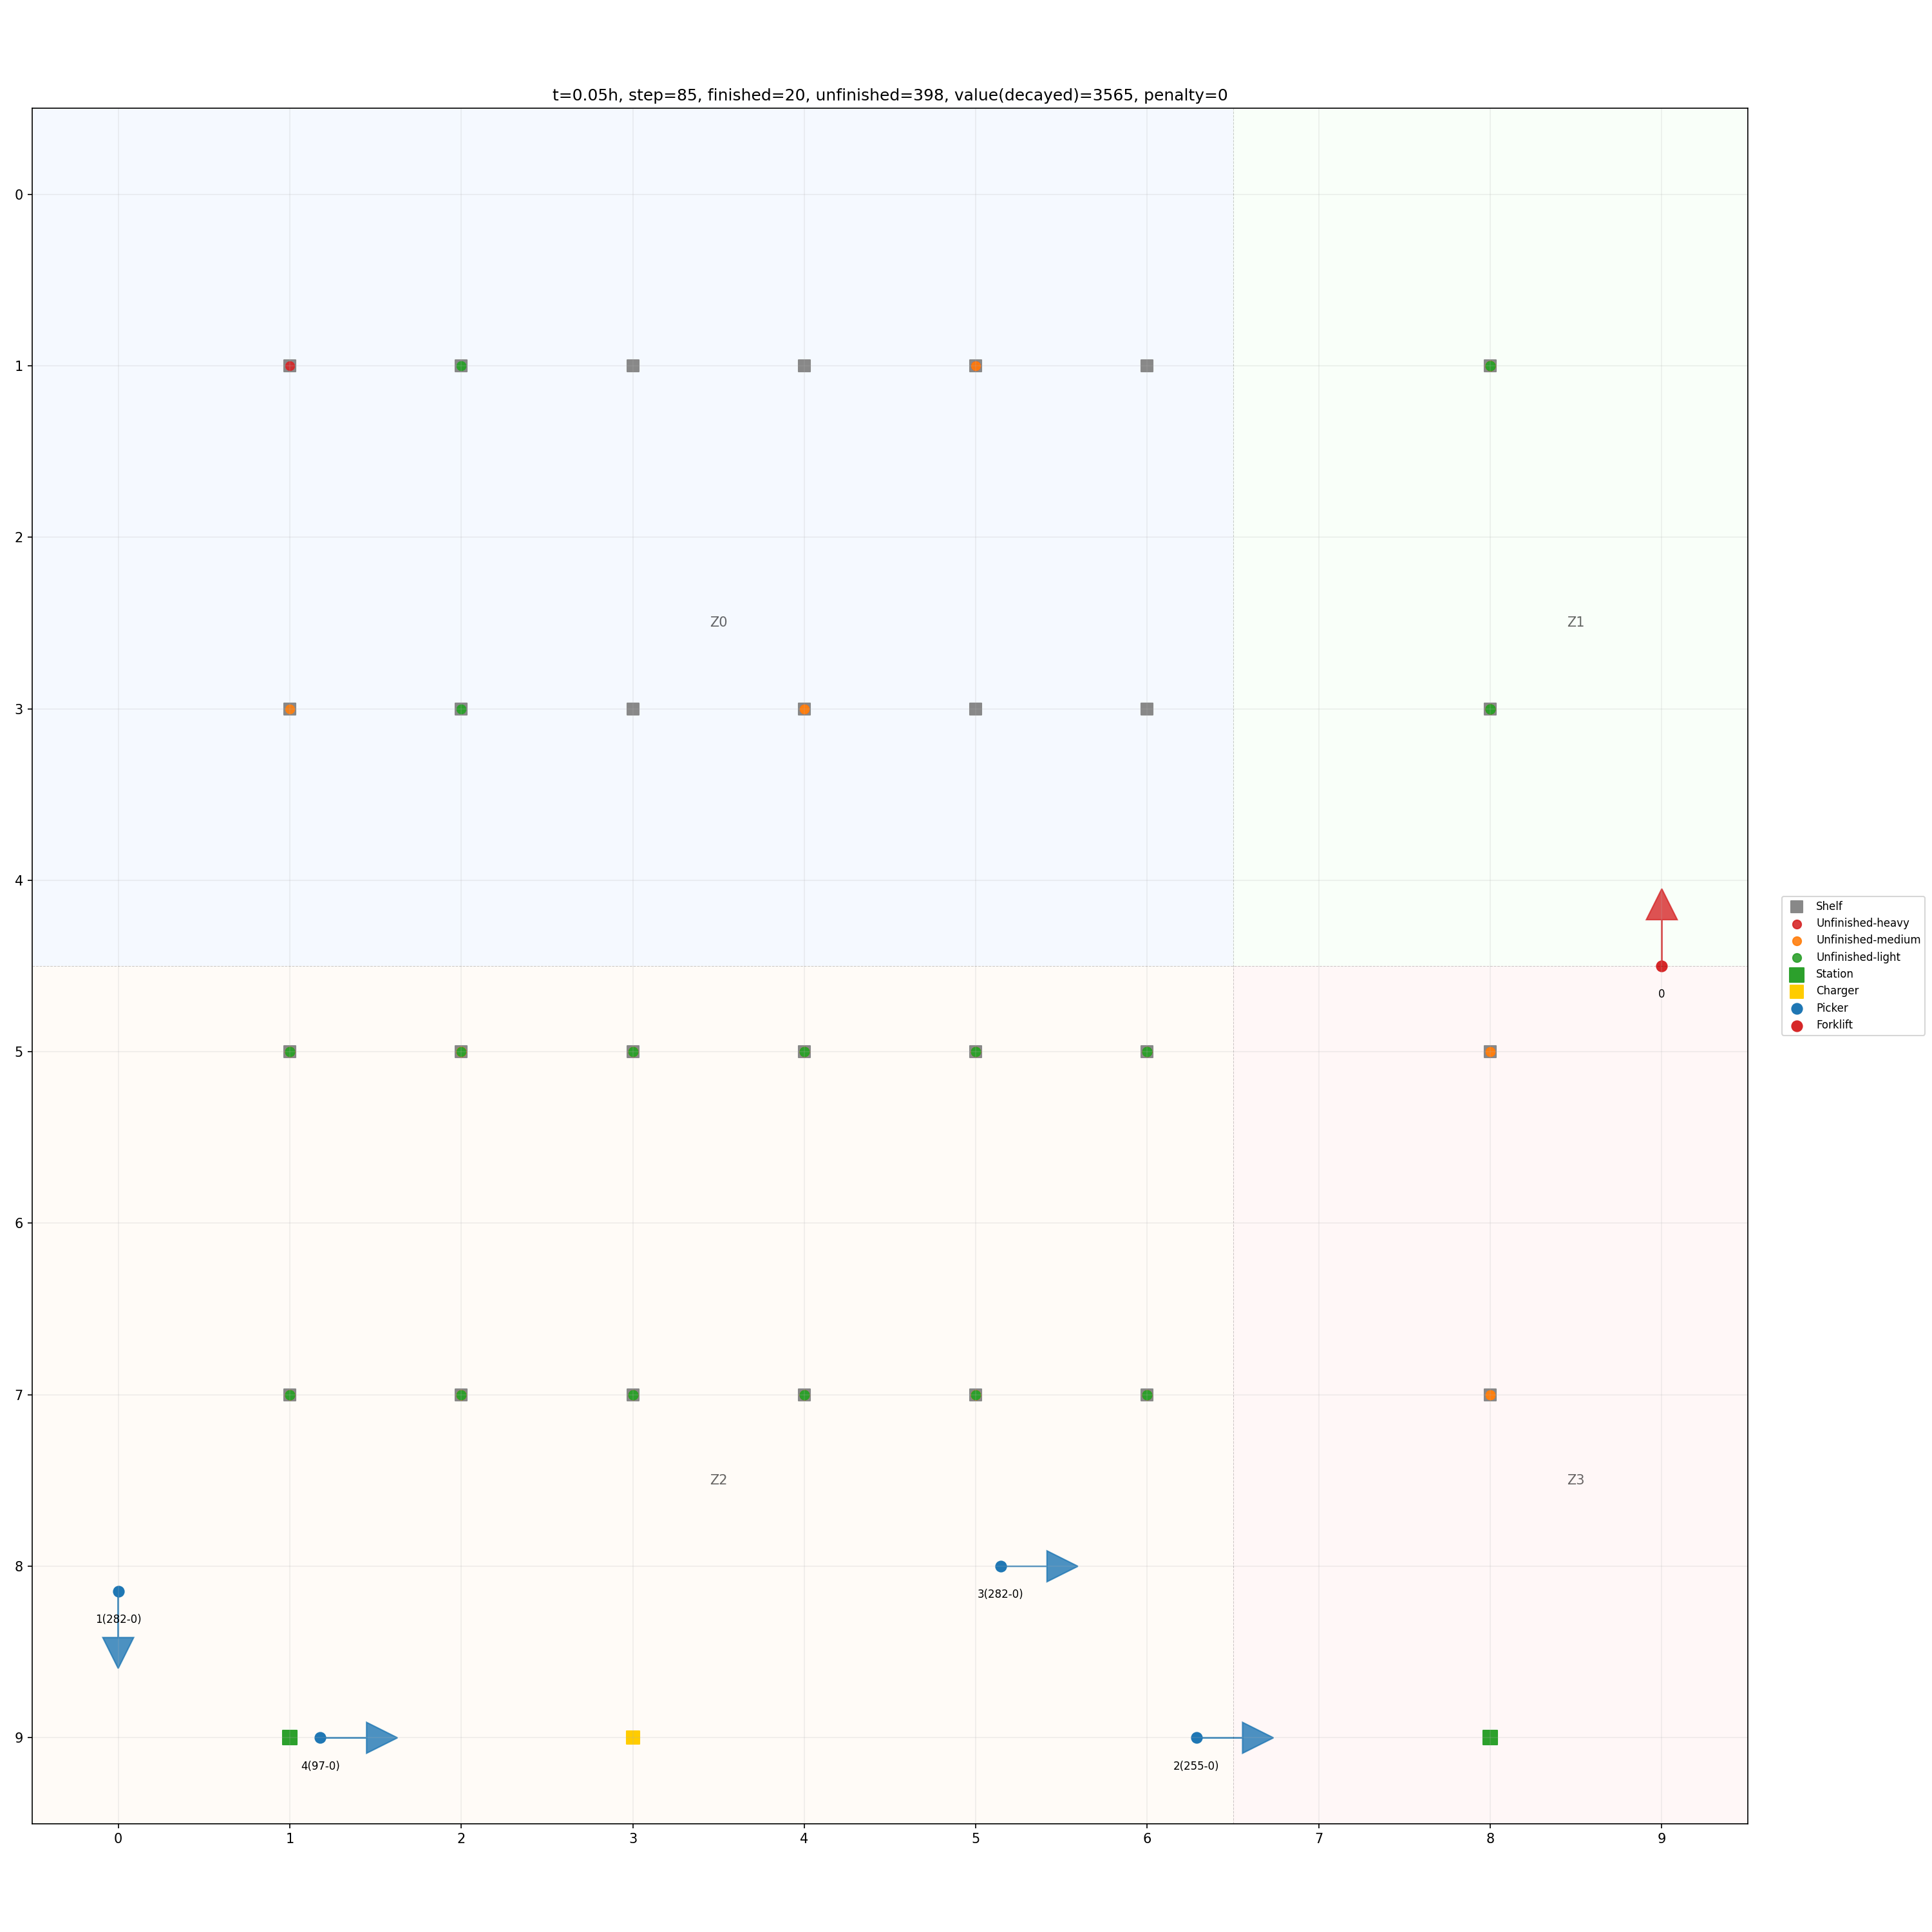 t=0.05h, step=85, finished=20, unfinished=398, value(decayed)=3565, penalty=0
0
1
2
Z0
Z1
3
4
0
5
6
7
Z2
Z3
8
3(282-0)
1(282-0)
9
4(97-0)
2(255-0)
0 1 2 3 4 5 6 7 8 9
Shelf
Unfinished-heavy
Unfinished-medium
Unfinished-light
Station
Charger
Picker
Forklift